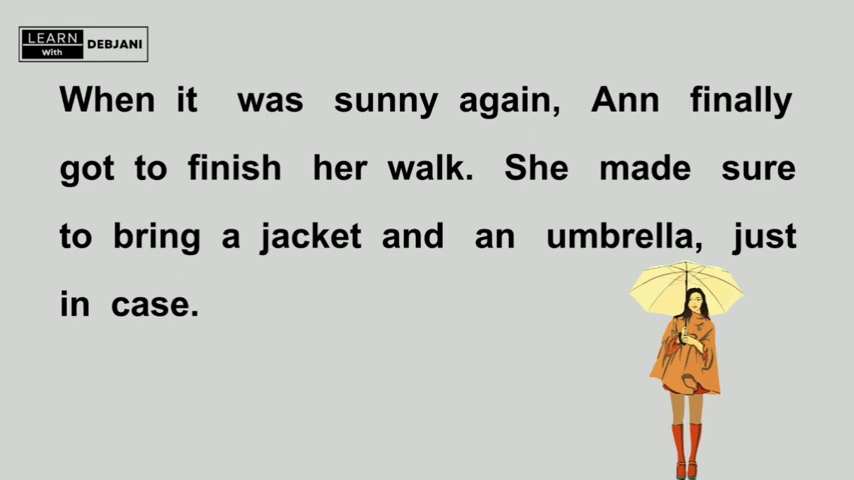 LEARN
With
DEBJANI
When it was sunny again, Ann finally
got to finish her walk. She made sure
to bring a jacket and an umbrella, just
in case.